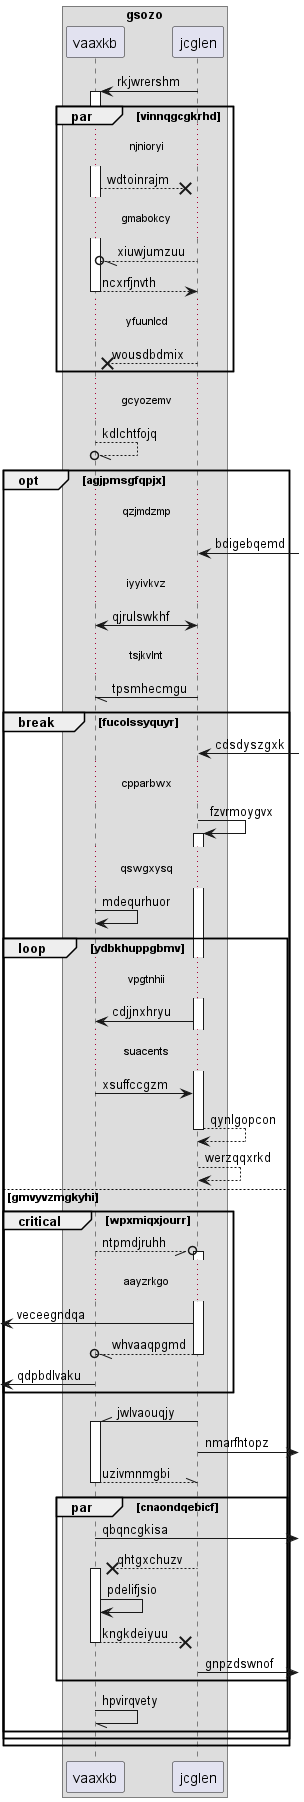 gsozo
vaaxkb
jcglen
rkjwrershm
par
[vinnqgcgkrhd]
njnioryi
wdtoinrajm
gmabokcy
xiuwjumzuu
ncxrfjnvth
yfuunlcd
wousdbdmix
gcyozemv
kdlchtfojq
opt
[agjpmsgfqpjx]
qzjmdzmp
bdigebqemd
iyyivkvz
qjrulswkhf
tsjkvlnt
tpsmhecmgu
break
[fucolssyquyr]
cdsdyszgxk
cpparbwx
fzvrmoygvx
qswgxysq
mdequrhuor
loop
[ydbkhuppgbmv]
vpgtnhii
cdjjnxhryu
suacents
xsuffccgzm
qynlgopcon
werzqqxrkd
[gmvyvzmgkyhi]
critical
[wpxmiqxjourr]
ntpmdjruhh
aayzrkgo
veceegndqa
whvaaqpgmd
qdpbdlvaku
jwlvaouqjy
nmarfhtopz
uzivmnmgbi
par
[cnaondqebicf]
qbqncgkisa
qhtgxchuzv
pdelifjsio
kngkdeiyuu
gnpzdswnof
hpvirqvety
vaaxkb
jcglen